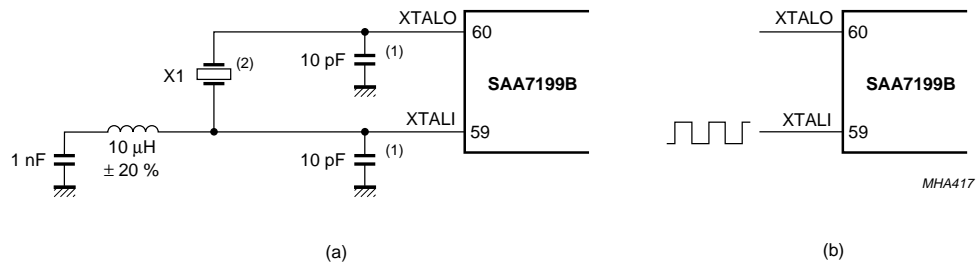 XTALO
60
10 pF (1)
X1 (2)
SAA7199B
XTALI
59
10 µH
± 20 %
1 nF
10 pF (1)
(a)
XTALO
60
SAA7199B
XTALI
59
MHA417
(b)